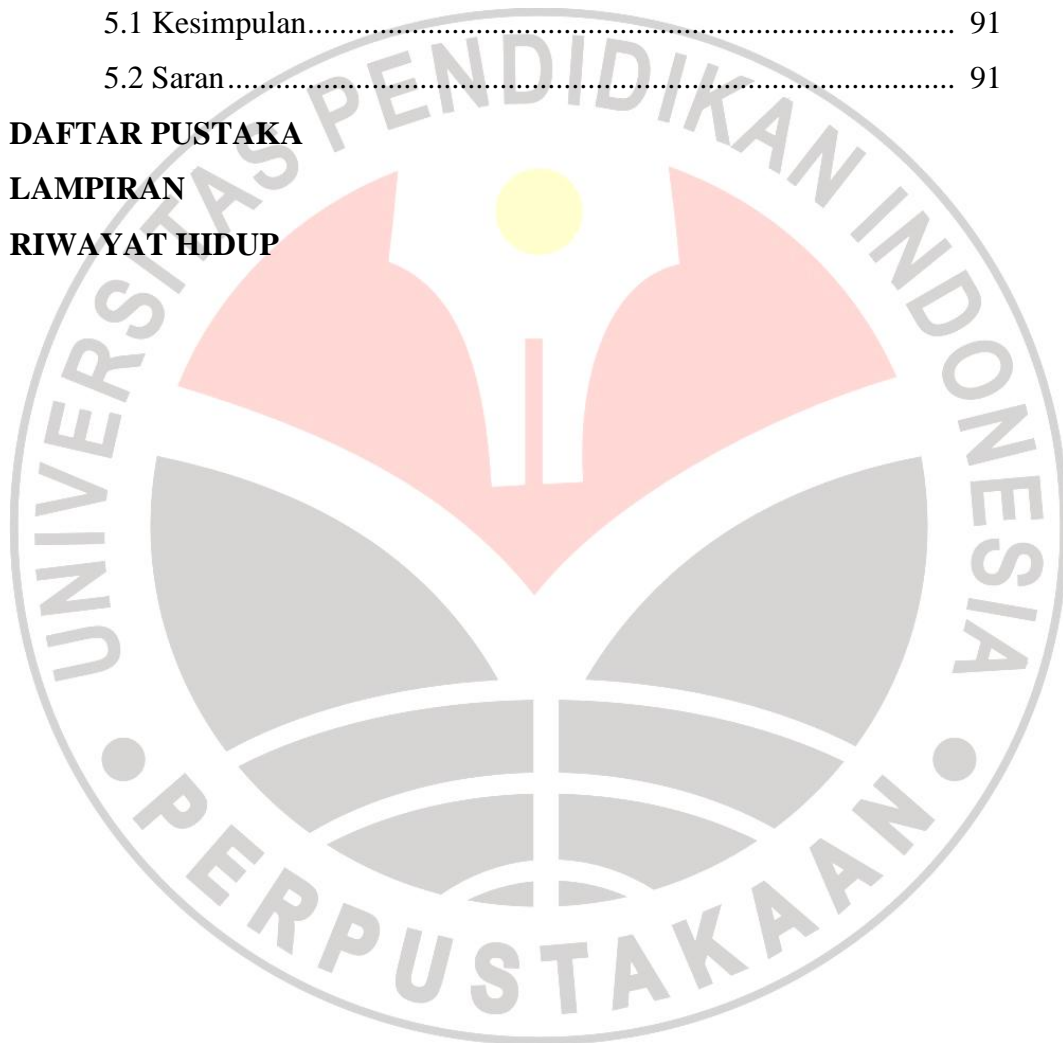 5.1 Kesimpulan.................................................................................. 91
5.2 Saran............................................................................................ 91
DAFTAR PUSTAKA
LAMPIRAN
RIWAYAT HIDUP
UNIVERSITAS PENDIDIKAN INDONESIA
PERPUSTAKAAN